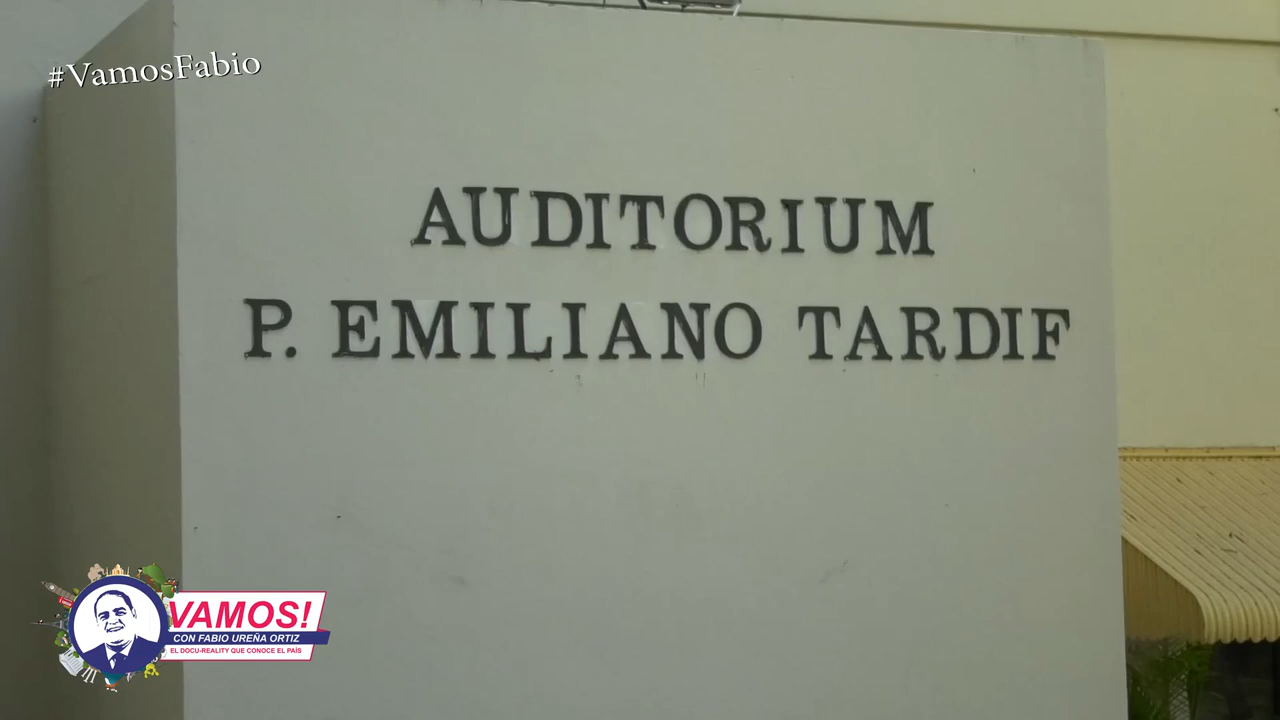 #VamosFabio
AUDITORIUM
P. EMILIANO TARDIF
VAMOS!
CON FABIO UREÑA ORTIZ
EL DOCU-REALITY QUE CONOCE EL PAÍS